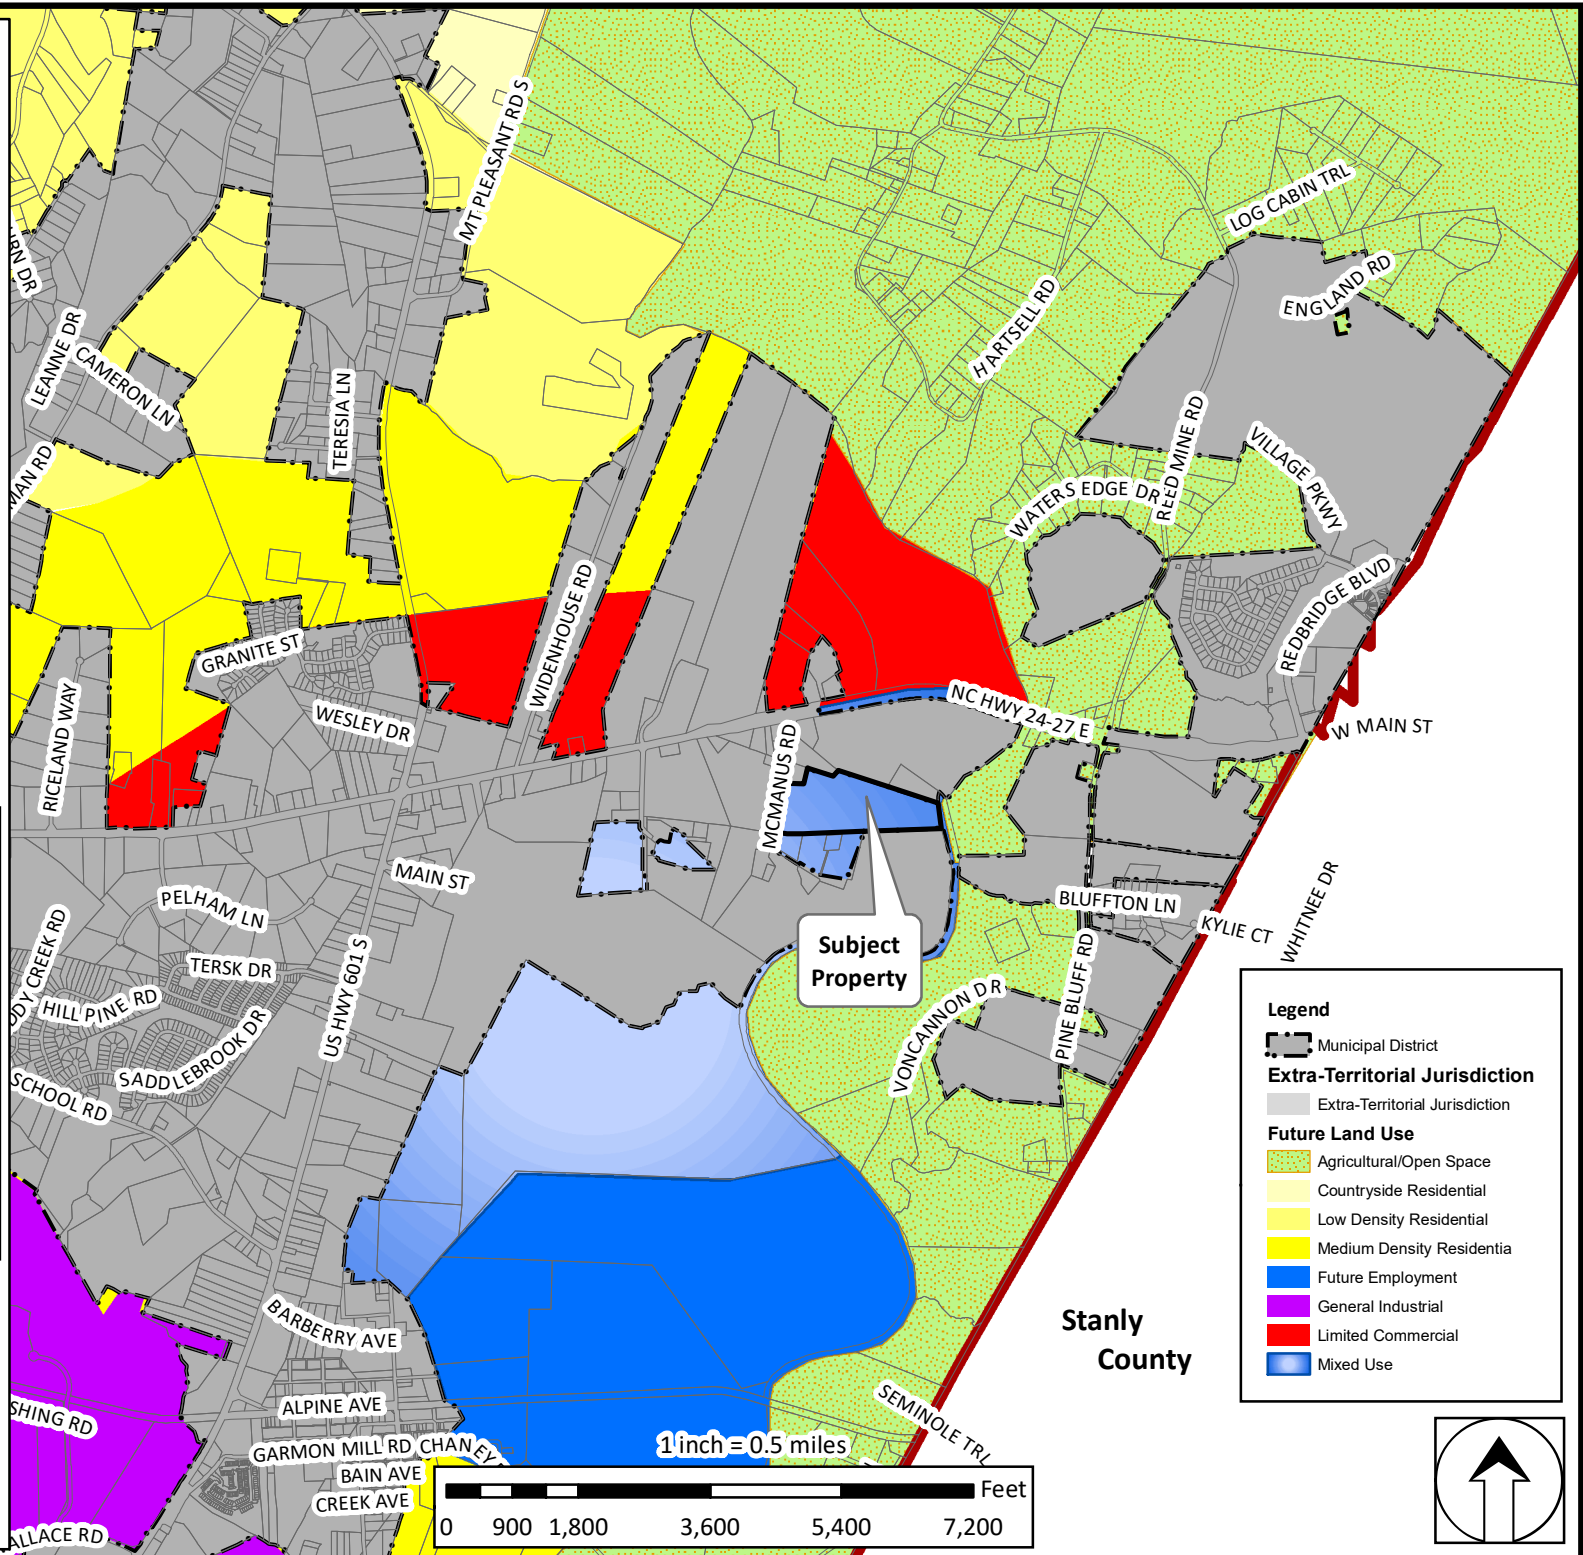 MT PLEASANT RD S
LOG CABIN TRL
ENGLAND RD
HARTSELL RD
LEANNE DR
CAMERON LN
TERESIA LN
REED MINE RD
VILLAGE PKWY
WATERS EDGE DR
REDBRIDGE BLVD
WIDENHOUSE RD
GRANITE ST
WESLEY DR
RICELAND WAY
NC HWY 24-27 E
W MAIN ST
MCMANUS RD
MAIN ST
PELHAM LN
BLUFFTON LN
KYLIE CT
WHITNEE DR
Subject
Property
TERSK DR
HILL PINE RD
SADDLEBROOK DR
US HWY 601 S
SCHOOL RD
VONCANNON DR
PINE BLUFF RD
Legend
Municipal District
Extra-Territorial Jurisdiction
Extra-Territorial Jurisdiction
Future Land Use
Agricultural/Open Space
Countryside Residential
Low Density Residential
Medium Density Residentia
Future Employment
General Industrial
Limited Commercial
Mixed Use
Stanly
County
BARBERRY AVE
ALPINE AVE
SHING RD
GARMON MILL RD
CHANEY
BAIN AVE
CREEK AVE
ALLACE RD
SEMINOLE TRL
1 inch = 0.5 miles
Feet
0 900 1,800 3,600 5,400 7,200